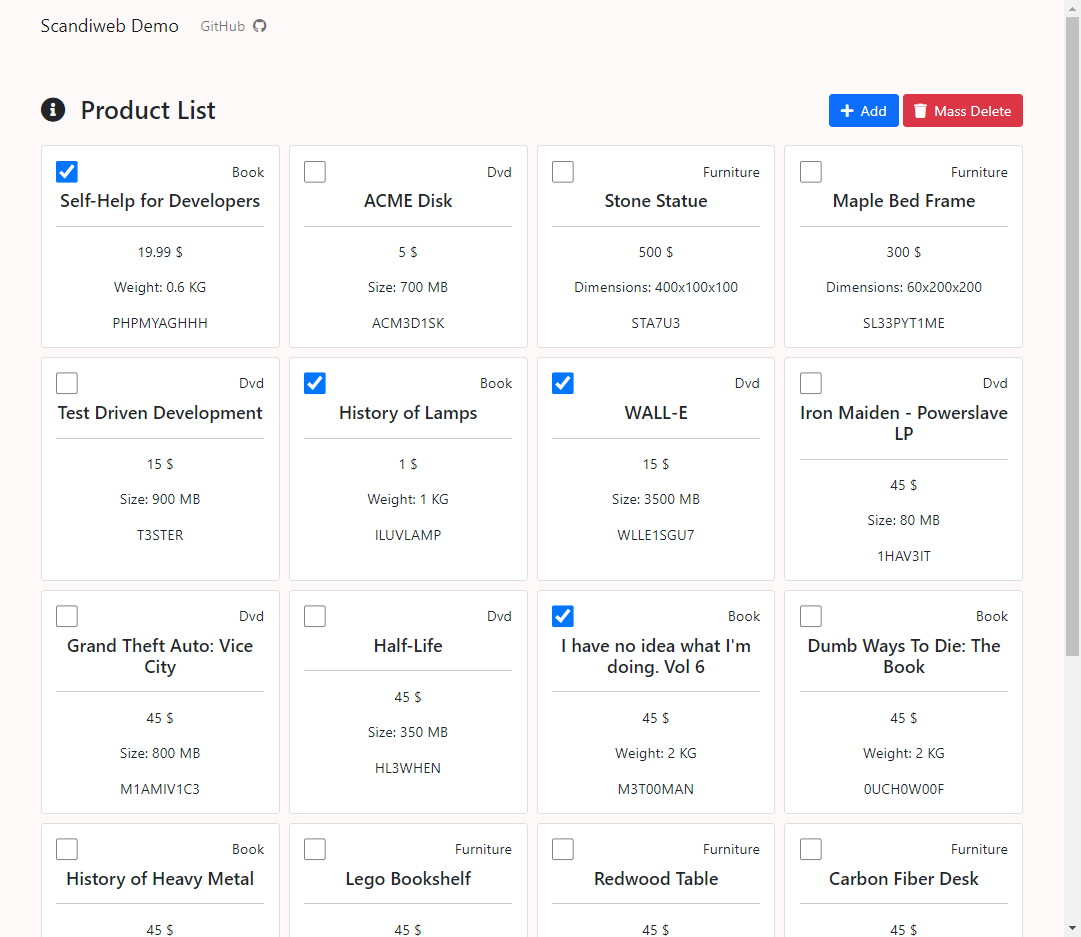 Scandiweb Demo GitHub
Product List
Add Mass Delete
Book
Self-Help for Developers
19.99 $
Weight: 0.6 KG
PHPMYAGHHH
Dvd
ACME Disk
5 $
Size: 700 MB
ACM3D1SK
Furniture
Stone Statue
500 $
Dimensions: 400x100x100
STA7U3
Furniture
Maple Bed Frame
300 $
Dimensions: 60x200x200
SL33PYT1ME
Dvd
Test Driven Development
15 $
Size: 900 MB
T3STER
Book
History of Lamps
1 $
Weight: 1 KG
ILUVLAMP
Dvd
WALL-E
15 $
Size: 3500 MB
WLLE1SGU7
Dvd
Iron Maiden - Powerslave
LP
45 $
Size: 80 MB
1HAV3IT
Dvd
Grand Theft Auto: Vice
City
45 $
Size: 800 MB
M1AMIV1C3
Dvd
Half-Life
45 $
Size: 350 MB
HL3WHEN
Book
I have no idea what I'm
doing. Vol 6
45 $
Weight: 2 KG
M3T00MAN
Book
Dumb Ways To Die: The
Book
45 $
Weight: 2 KG
0UCH0W00F
Book
History of Heavy Metal
45 $
Furniture
Lego Bookshelf
45 $
Furniture
Redwood Table
45 $
Furniture
Carbon Fiber Desk
45 $